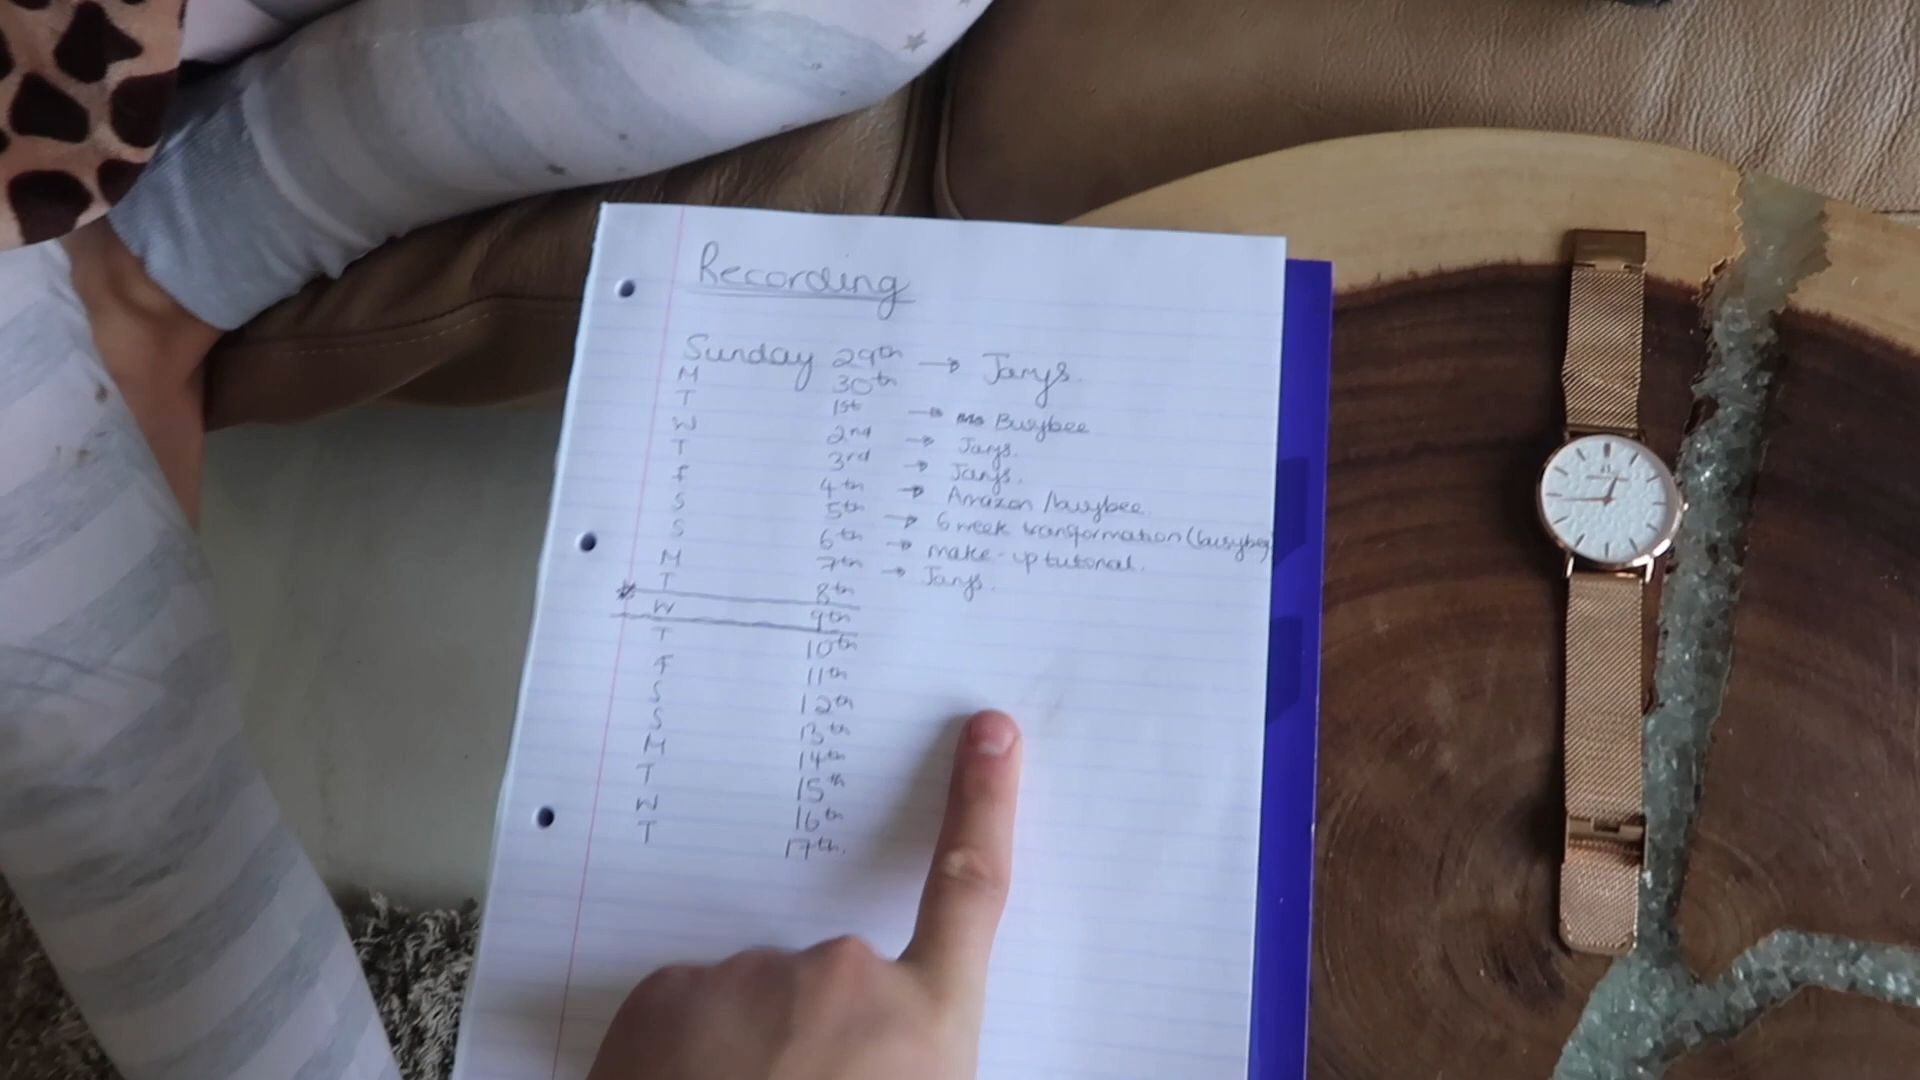 Recording
Sunday 29th → Jarys.
M 30th
T 1st → Busybee
W 2nd → Jarys.
T 3rd → Jarys.
F 4th → Amazon /busybee
S 5th → 6 week transformation (busybee)
S 6th → make-up tutorial.
M 7th → Jarys.
T 8th
* W 9th
T 10th
F 11th
S 12th
S 13th
M 14th
T 15th
W 16th
T 17th.